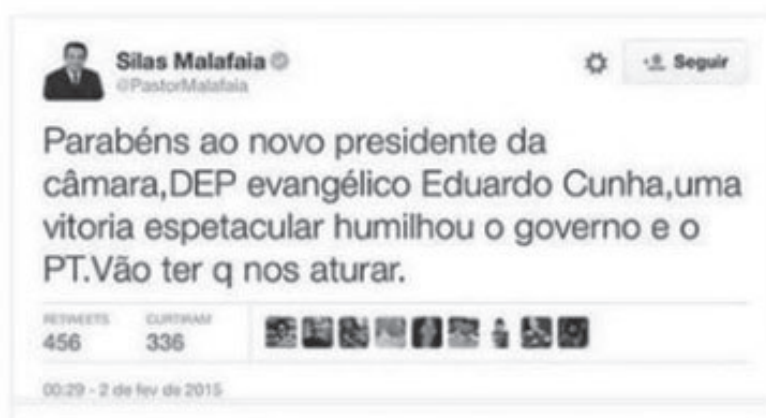 Silas Malafaia
@PastorMalafaia
Seguir
Parabéns ao novo presidente da
câmara,DEP evangélico Eduardo Cunha,uma
vitoria espetacular humilhou o governo e o
PT.Vão ter q nos aturar.
RETWEETS CURTIRAM
456 336
00:29 - 2 de fev de 2015